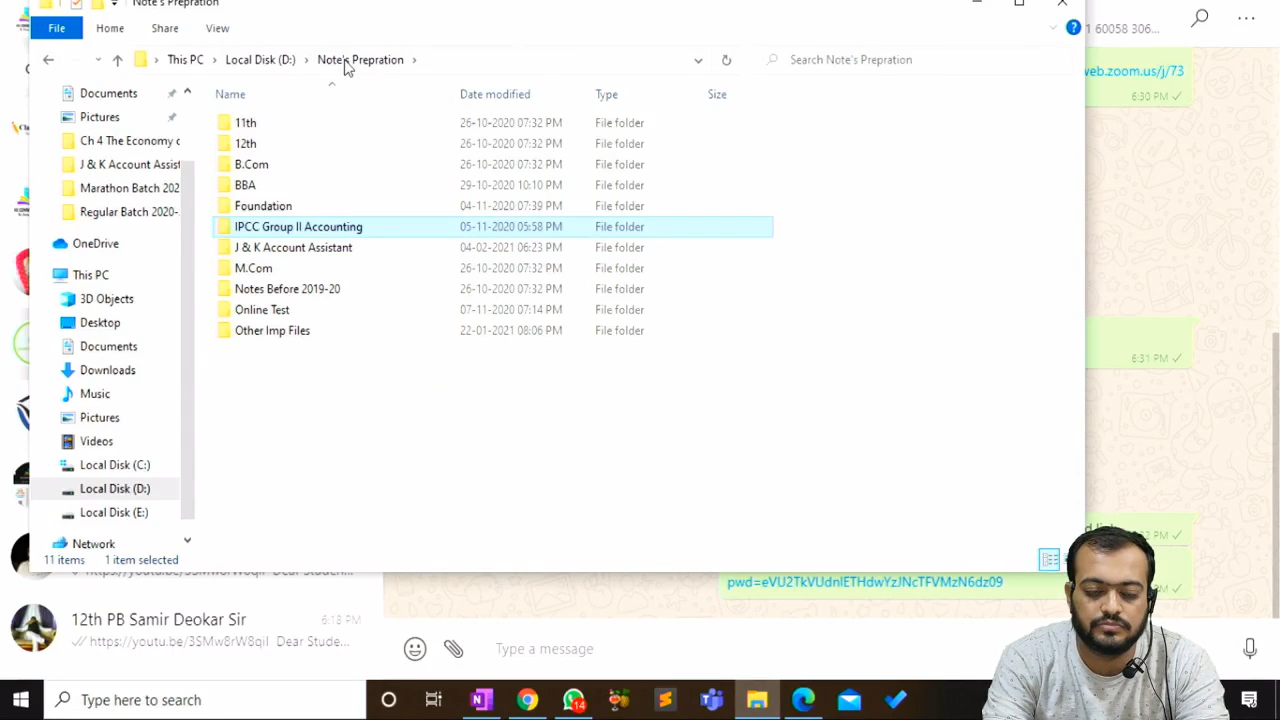 Note's Prepration
File Home Share View
1 60058 306...
This PC Local Disk (D:) Note's Prepration
Search Note's Prepration
web.zoom.us/j/73
6:30 PM
Name Date modified Type Size
Documents
Pictures
Ch 4 The Economy c
J & K Account Assist
Marathon Batch 202
Regular Batch 2020-
OneDrive
This PC
3D Objects
Desktop
Documents
Downloads
Music
Pictures
Videos
Local Disk (C:)
Local Disk (D:)
Local Disk (E:)
Network
11th 26-10-2020 07:32 PM File folder
12th 26-10-2020 07:32 PM File folder
B.Com 26-10-2020 07:32 PM File folder
BBA 29-10-2020 10:10 PM File folder
Foundation 04-11-2020 07:39 PM File folder
IPCC Group II Accounting 05-11-2020 05:58 PM File folder
J & K Account Assistant 04-02-2021 06:23 PM File folder
M.Com 26-10-2020 07:32 PM File folder
Notes Before 2019-20 26-10-2020 07:32 PM File folder
Online Test 07-11-2020 07:14 PM File folder
Other Imp Files 22-01-2021 08:06 PM File folder
6:31 PM
11 items 1 item selected
pwd=eVU2TkVUdnlETHdwYzJNcTFVMzN6dz09
12th PB Samir Deokar Sir 6:18 PM
https://youtu.be/3SMw8rW8qiI Dear Stude...
Type a message
Type here to search
14